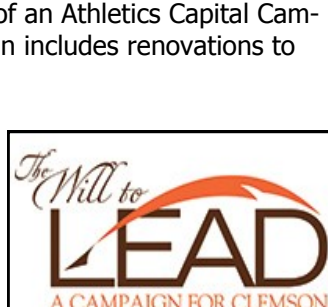 of an Athletics Capital Cam-
n includes renovations to
The
Will to
LEAD
A CAMPAIGN FOR CLEMSON